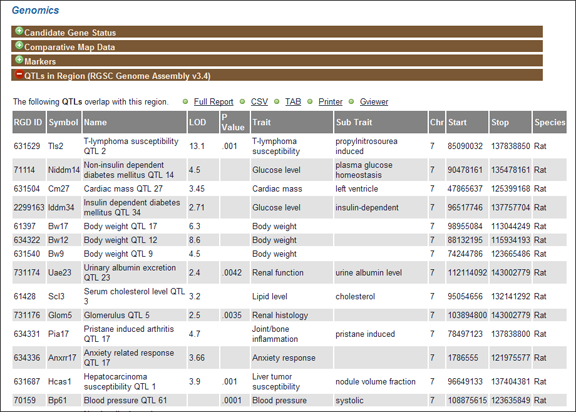 Genomics
Candidate Gene Status
Comparative Map Data
Markers
QTLs in Region (RGSC Genome Assembly v3.4)
The following QTLs overlap with this region. Full Report CSV TAB Printer Gviewer
RGD ID Symbol Name LOD P Value Trait Sub Trait Chr Start Stop Species
631529 Tls2 T-lymphoma susceptibility QTL 2 13.1 .001 T-lymphoma susceptibility propylnitrosourea induced 7 85090032 137838850 Rat
71114 Niddm14 Non-insulin dependent diabetes mellitus QTL 14 4.5 Glucose level plasma glucose homeostasis 7 90478161 135478161 Rat
631504 Cm27 Cardiac mass QTL 27 3.45 Cardiac mass left ventricle 7 47865637 125399168 Rat
2299163 Iddm34 Insulin dependent diabetes mellitus QTL 34 2.71 Glucose level insulin-dependent 7 96517746 137757704 Rat
61397 Bw17 Body weight QTL 17 6.3 Body weight 7 98955084 113044249 Rat
634322 Bw12 Body weight QTL 12 8.6 Body weight 7 88132195 115934193 Rat
631540 Bw9 Body weight QTL 9 4.5 Body weight 7 74244786 123665486 Rat
731174 Uae23 Urinary albumin excretion QTL 23 2.4 .0042 Renal function urine albumin level 7 112114092 143002779 Rat
61428 Scl3 Serum cholesterol level QTL 3 3.2 Lipid level cholesterol 7 95054656 132141292 Rat
731176 Glom5 Glomerulus QTL 5 2.5 .0035 Renal histology 7 103894800 143002779 Rat
634331 Pia17 Pristane induced arthritis QTL 17 4.7 Joint/bone inflammation pristane induced 7 78497123 137838800 Rat
634336 Anxrr17 Anxiety related response QTL 17 3.66 Anxiety response 7 1786555 121975577 Rat
631687 Hcas1 Hepatocarcinoma susceptibility QTL 1 3.9 .001 Liver tumor susceptibility nodule volume fraction 7 96649133 137404381 Rat
70159 Bp61 Blood pressure QTL 61 .0001 Blood pressure systolic 7 108875615 123635849 Rat